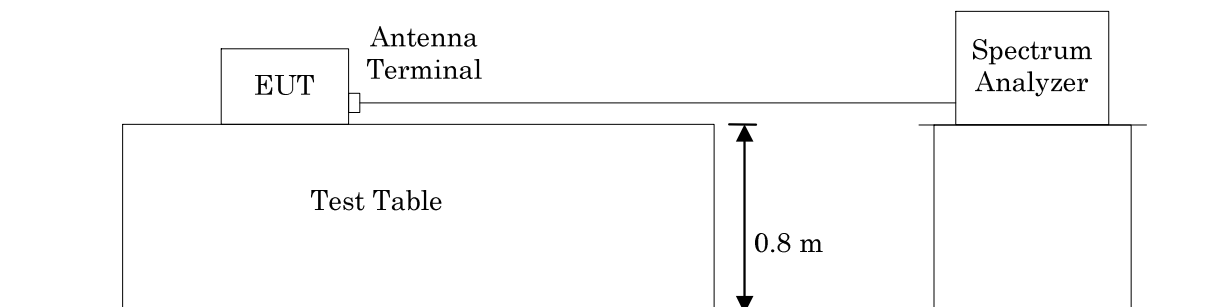 Antenna
Terminal
EUT
Spectrum
Analyzer
Test Table
0.8 m